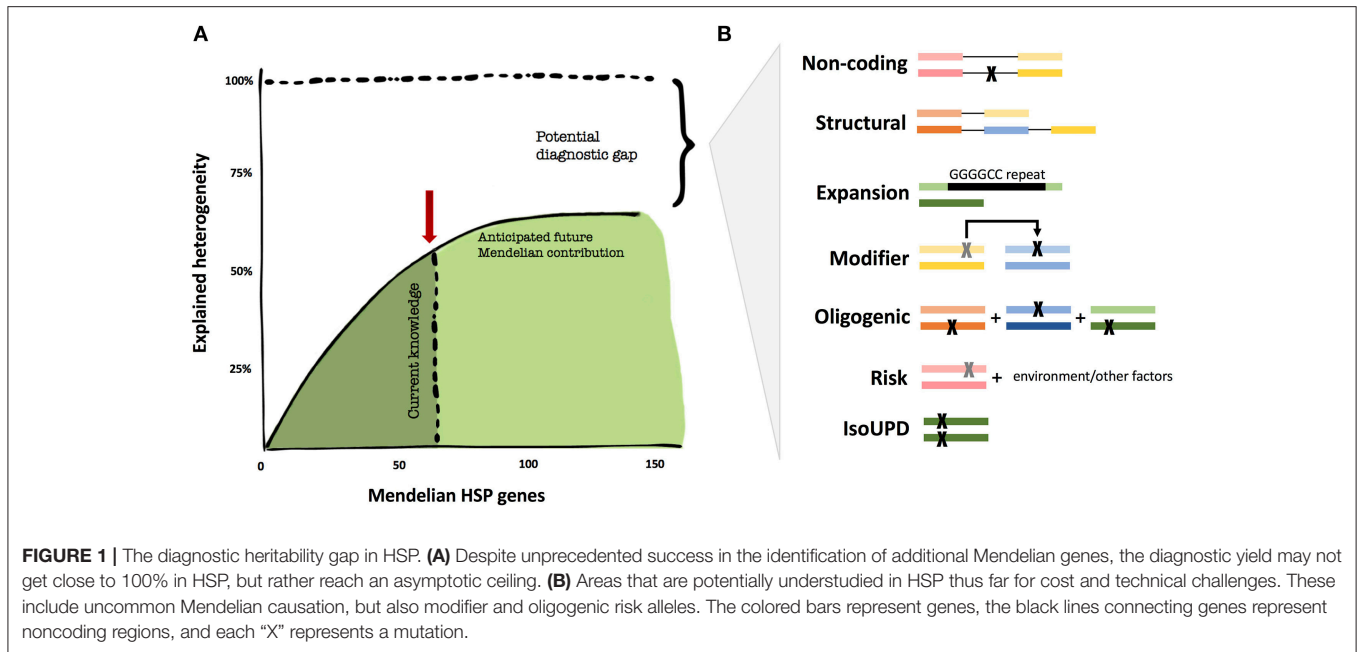 A
100%
75%
50%
25%
0
50
100
150
Explained heterogeneity
Mendelian HSP genes
Potential
diagnostic gap
Anticipated future
Mendelian contribution
Current knowledge
B
Non-coding
X
Structural
Expansion
GGGGCC repeat
Modifier
X X
Oligogenic
X + X + X
Risk
X + environment/other factors
IsoUPD
X
X
FIGURE 1 | The diagnostic heritability gap in HSP. (A) Despite unprecedented success in the identification of additional Mendelian genes, the diagnostic yield may not
get close to 100% in HSP, but rather reach an asymptotic ceiling. (B) Areas that are potentially understudied in HSP thus far for cost and technical challenges. These
include uncommon Mendelian causation, but also modifier and oligogenic risk alleles. The colored bars represent genes, the black lines connecting genes represent
noncoding regions, and each “X” represents a mutation.